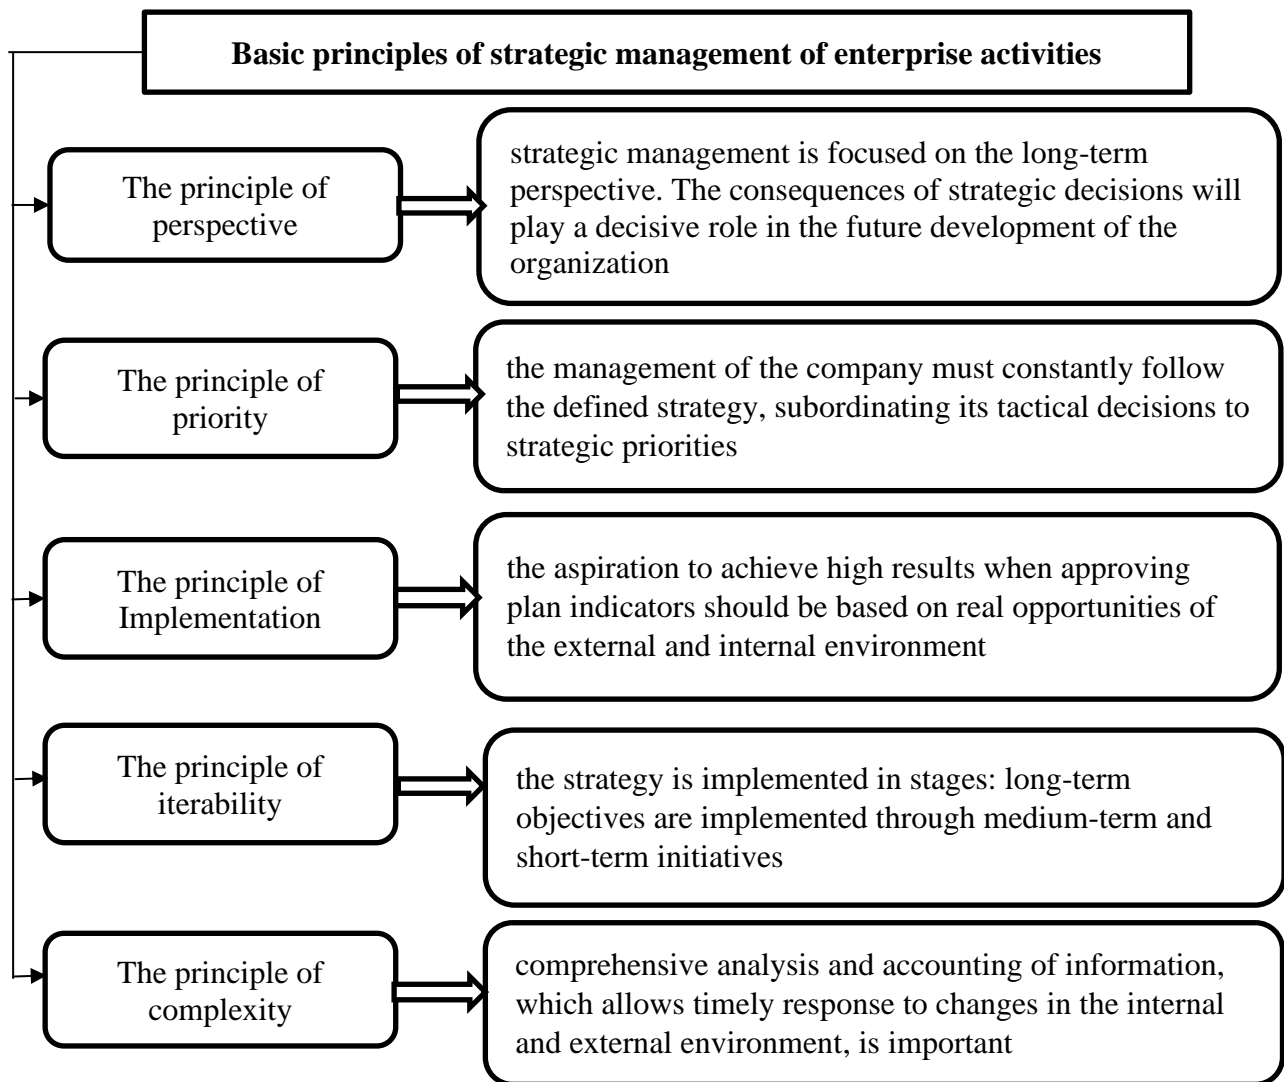 Basic principles of strategic management of enterprise activities
The principle of
perspective
strategic management is focused on the long-term
perspective. The consequences of strategic decisions will
play a decisive role in the future development of the
organization
The principle of
priority
the management of the company must constantly follow
the defined strategy, subordinating its tactical decisions to
strategic priorities
The principle of
Implementation
the aspiration to achieve high results when approving
plan indicators should be based on real opportunities of
the external and internal environment
The principle of
iterability
the strategy is implemented in stages: long-term
objectives are implemented through medium-term and
short-term initiatives
The principle of
complexity
comprehensive analysis and accounting of information,
which allows timely response to changes in the internal
and external environment, is important